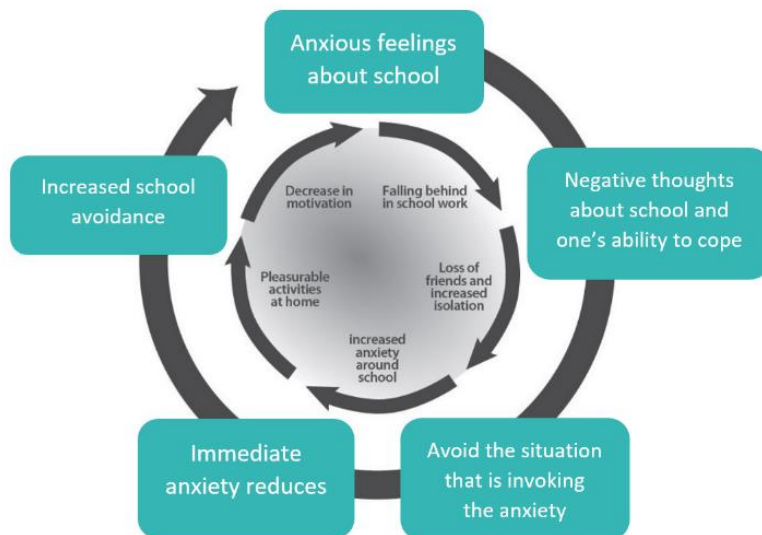 Anxious feelings
about school
Negative thoughts
about school and
one's ability to cope
Avoid the situation
that is invoking
the anxiety
Immediate
anxiety reduces
Increased school
avoidance
Falling behind
in school work
Loss of
friends and
increased
isolation
increased
anxiety
around
school
Pleasurable
activities
at home
Decrease in
motivation